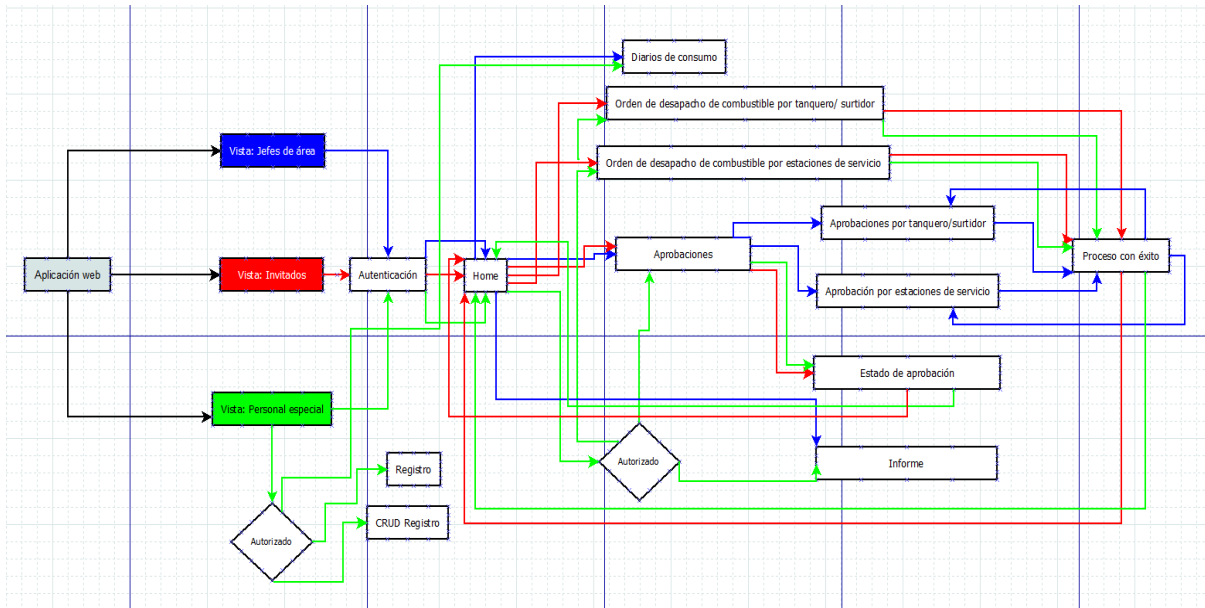 Diarios de consumo
Orden de desapacho de combustible por tanquero/ surtidor
Vista: Jefes de área
Orden de desapacho de combustible por estaciones de servicio
Aprobaciones por tanquero/surtidor
Aplicación web
Vista: Invitados
Autenticación
Home
Aprobaciones
Proceso con éxito
Aprobación por estaciones de servicio
Estado de aprobación
Vista: Personal especial
Registro
Autorizado
Informe
CRUD Registro
Autorizado